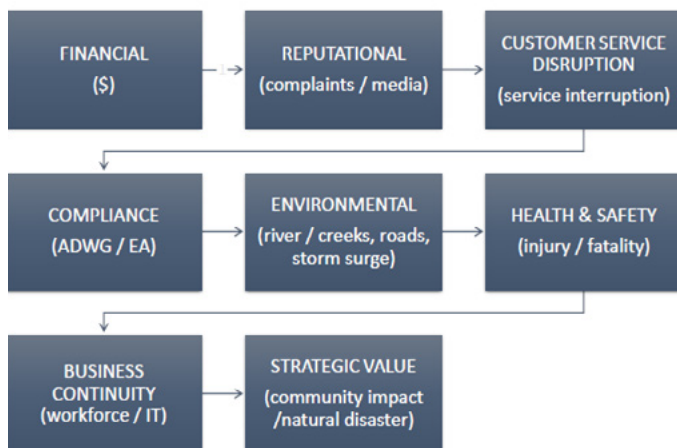 FINANCIAL
($)
REPUTATIONAL
(complaints / media)
CUSTOMER SERVICE
DISRUPTION
(service interruption)
COMPLIANCE
(ADWG / EA)
ENVIRONMENTAL
(river / creeks, roads,
storm surge)
HEALTH & SAFETY
(injury / fatality)
BUSINESS
CONTINUITY
(workforce / IT)
STRATEGIC VALUE
(community impact
/natural disaster)